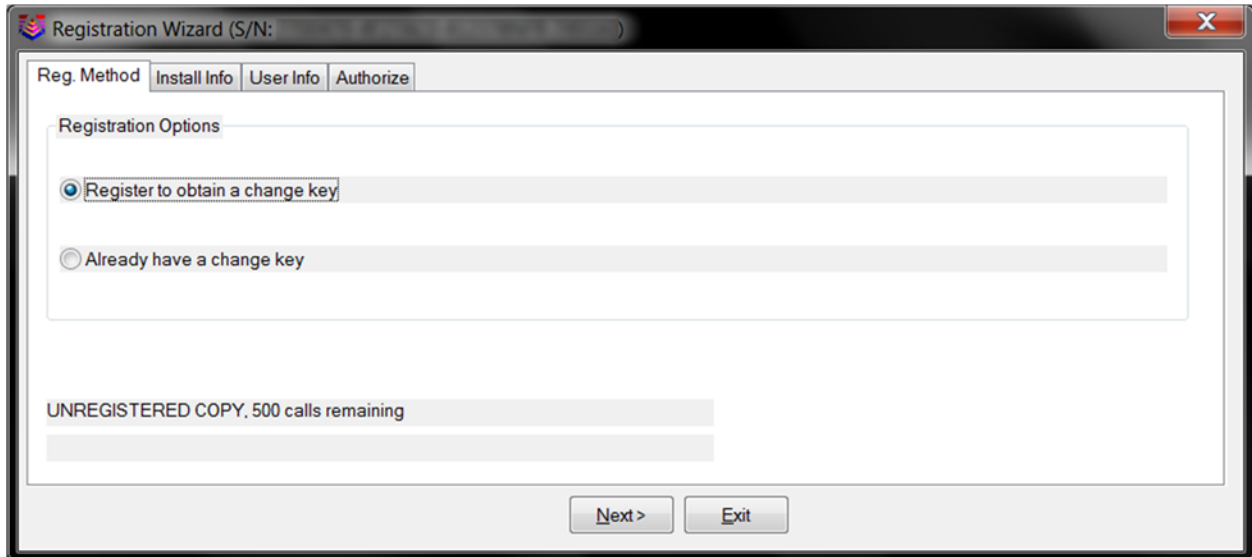 Registration Wizard (S/N: )
Reg. Method Install Info User Info Authorize
Registration Options
Register to obtain a change key
Already have a change key
UNREGISTERED COPY, 500 calls remaining
Next > Exit